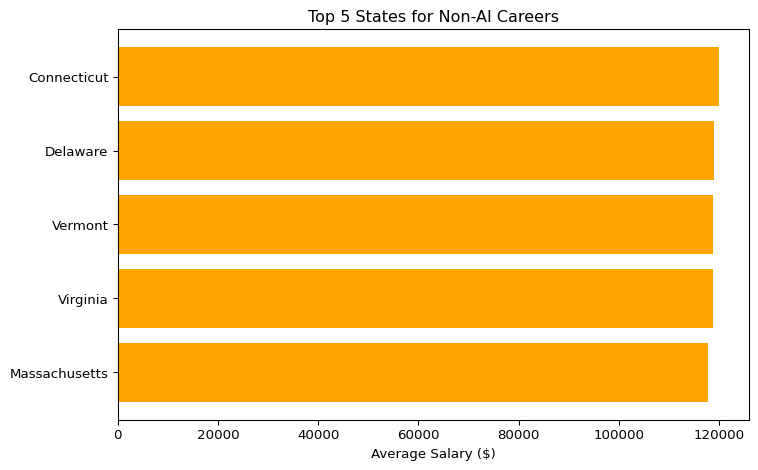 Top 5 States for Non-AI Careers
Connecticut
Delaware
Vermont
Virginia
Massachusetts
0 20000 40000 60000 80000 100000 120000
Average Salary ($)